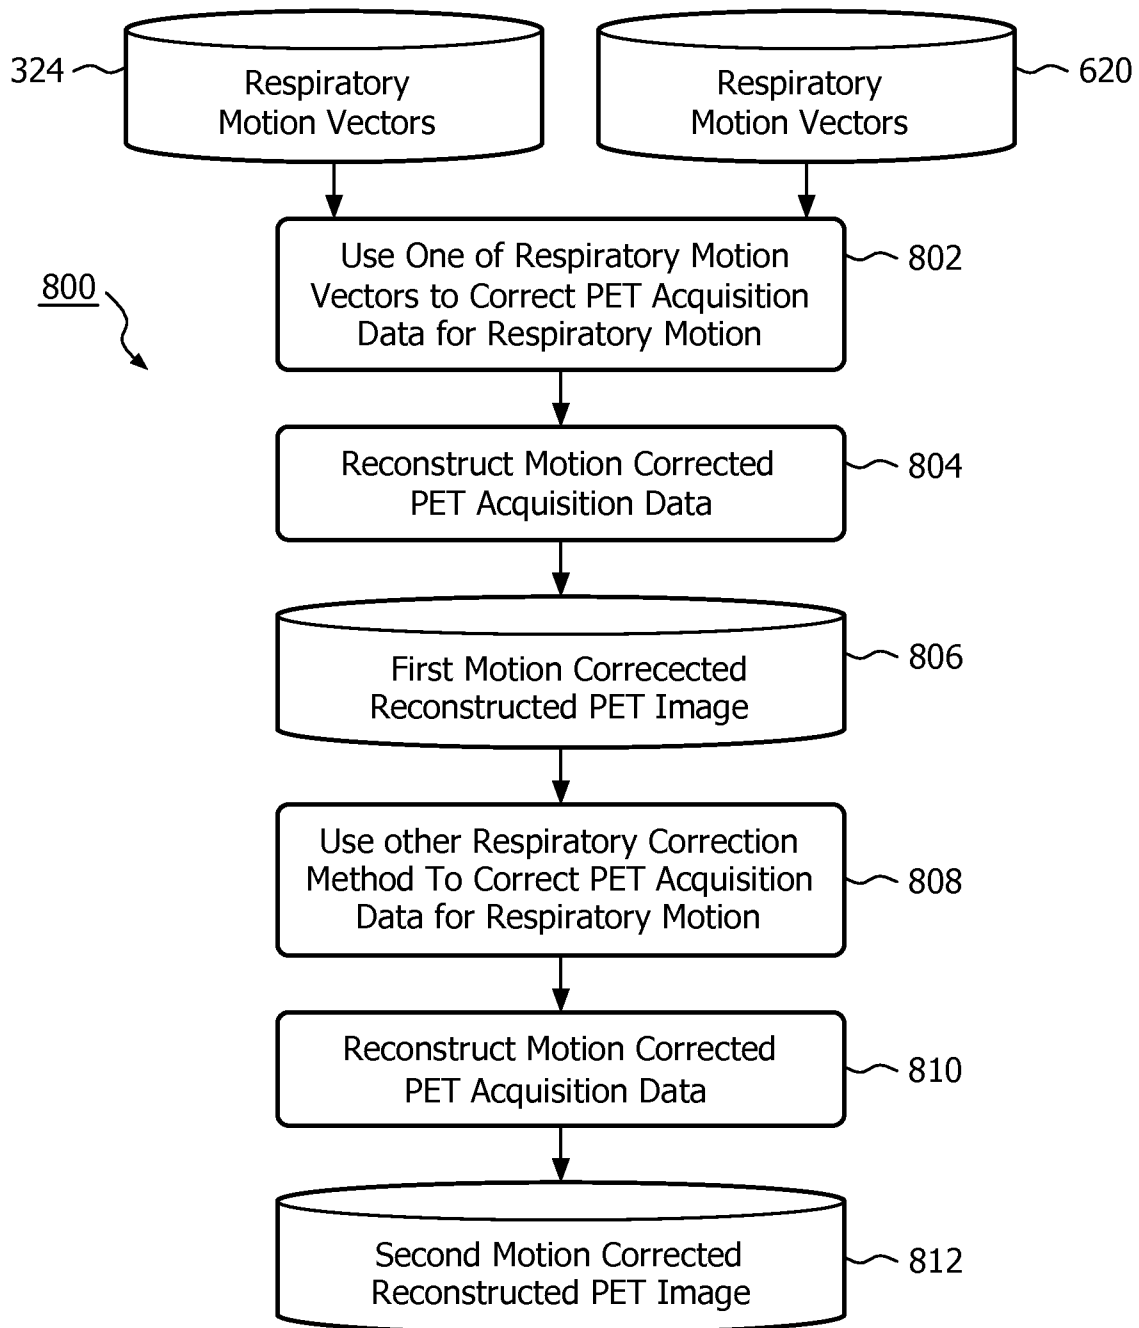 324
Respiratory
Motion Vectors
Respiratory
Motion Vectors
620
800
Use One of Respiratory Motion
Vectors to Correct PET Acquisition
Data for Respiratory Motion
802
Reconstruct Motion Corrected
PET Acquisition Data
804
First Motion Correcected
Reconstructed PET Image
806
Use other Respiratory Correction
Method To Correct PET Acquisition
Data for Respiratory Motion
808
Reconstruct Motion Corrected
PET Acquisition Data
810
Second Motion Corrected
Reconstructed PET Image
812